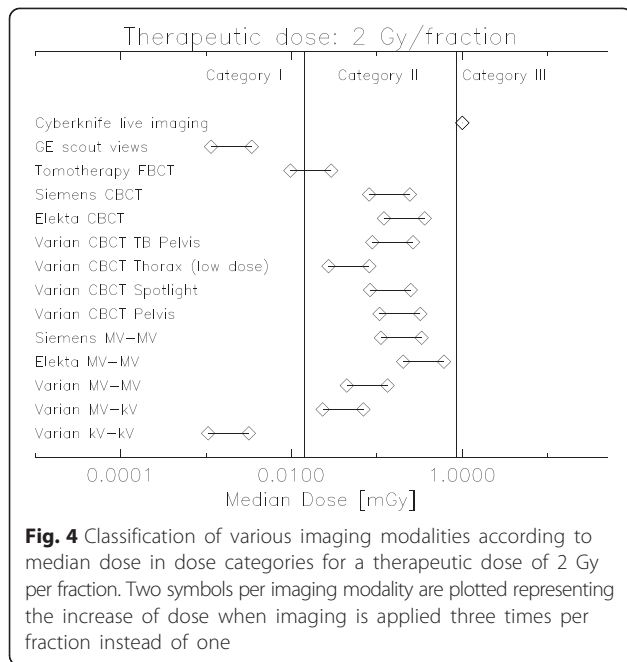 Therapeutic dose: 2 Gy/fraction
Category I Category II Category III
Cyberknife live imaging
GE scout views
Tomotherapy FBCT
Siemens CBCT
Elekta CBCT
Varian CBCT TB Pelvis
Varian CBCT Thorax (low dose)
Varian CBCT Spotlight
Varian CBCT Pelvis
Siemens MV-MV
Elekta MV-MV
Varian MV-MV
Varian MV-kV
Varian kV-kV
0.0001 0.0100 1.0000
Median Dose [mGy]
Fig. 4 Classification of various imaging modalities according to
median dose in dose categories for a therapeutic dose of 2 Gy
per fraction. Two symbols per imaging modality are plotted representing
the increase of dose when imaging is applied three times per
fraction instead of one